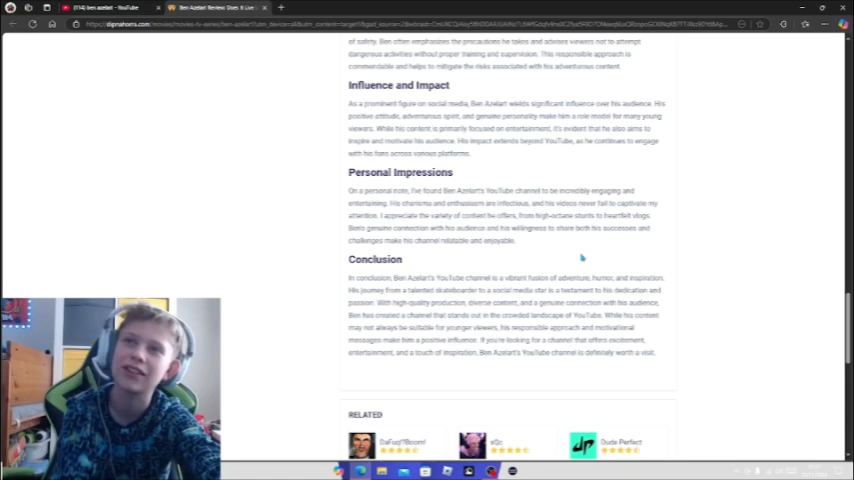 (114) ben azelart - YouTube
Ben Azelart Review: Does It Live
of safety. Ben often emphasizes the precautions he takes and advises viewers not to attempt
dangerous activities without proper training and supervision. This responsible approach is
commendable and helps to mitigate the risks associated with his adventurous content.
Influence and Impact
As a prominent figure on social media, Ben Azelart wields significant influence over his audience. His
positive attitude, adventurous spirit, and genuine personality make him a role model for many young
viewers. While his content is primarily focused on entertainment, it's evident that he also aims to
inspire and motivate his audience. His impact extends beyond YouTube, as he continues to engage
with his fans across various platforms.
Personal Impressions
On a personal note, I've found Ben Azelart's YouTube channel to be incredibly engaging and
entertaining. His charisma and enthusiasm are infectious, and his videos never fail to captivate my
attention. I appreciate the variety of content he offers, from high-octane stunts to heartfelt vlogs.
Ben's genuine connection with his audience and his willingness to share both his successes and
challenges make his channel relatable and enjoyable.
Conclusion
In conclusion, Ben Azelart's YouTube channel is a vibrant fusion of adventure, humor, and inspiration.
His journey from a talented skateboarder to a social media star is a testament to his dedication and
passion. With high-quality production, diverse content, and a genuine connection with his audience,
Ben has created a channel that stands out in the crowded landscape of YouTube. While his content
may not always be suitable for younger viewers, his responsible approach and motivational
messages make him a positive influence. If you're looking for a channel that offers excitement,
entertainment, and a touch of inspiration, Ben Azelart's YouTube channel is definitely worth a visit.
RELATED
DaFuq!?Boom!
xQc
Dude Perfect